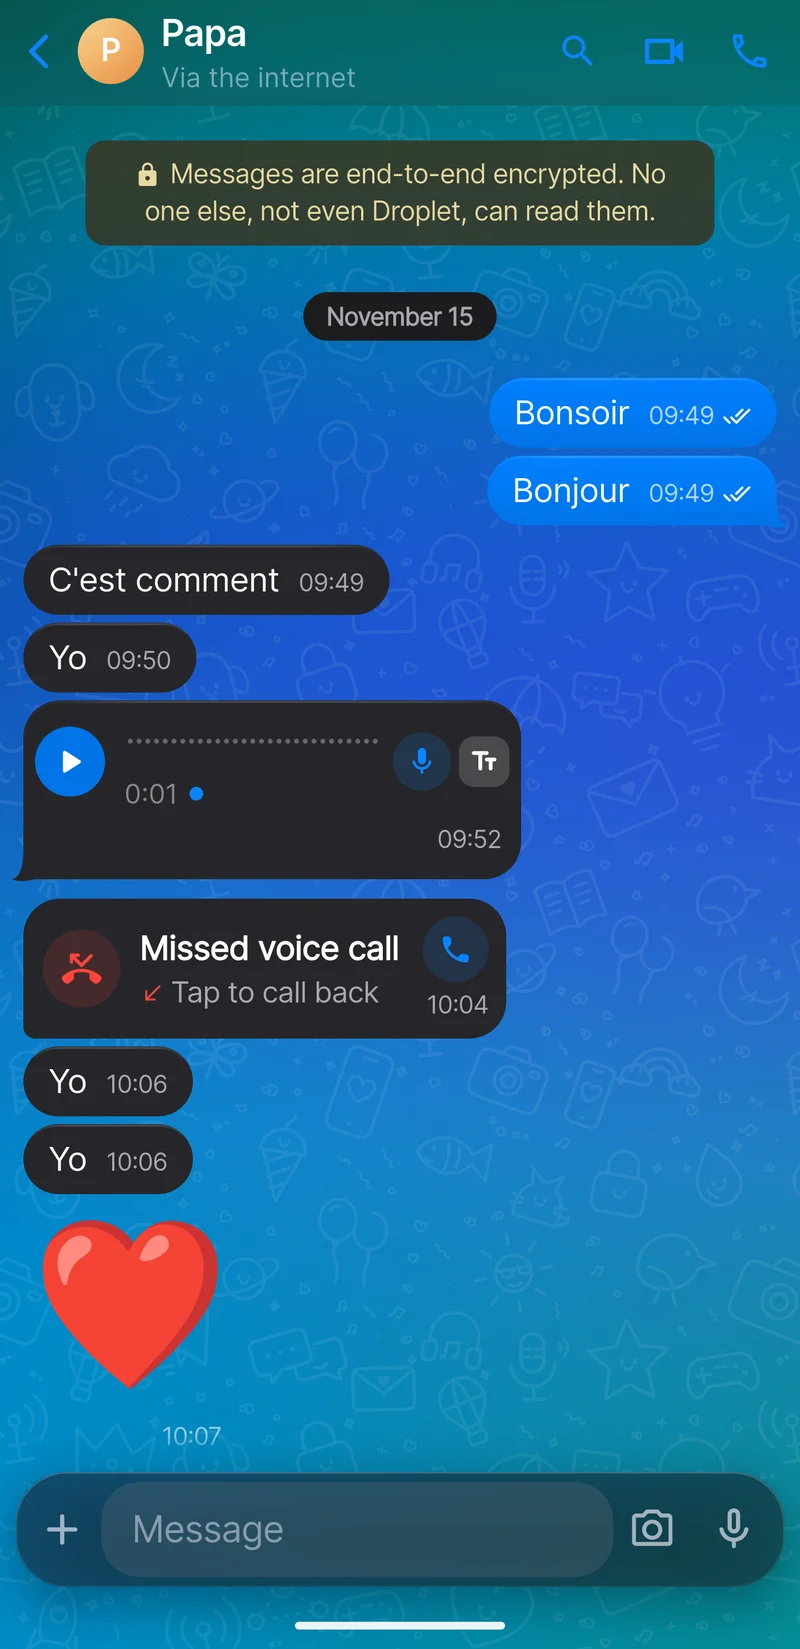 P
Papa
Via the internet
Messages are end-to-end encrypted. No
one else, not even Droplet, can read them.
November 15
Bonsoir 09:49
Bonjour 09:49
C'est comment 09:49
Yo 09:50
Tт
0:01
09:52
Missed voice call
Tap to call back
10:04
Yo 10:06
Yo 10:06
10:07
Message